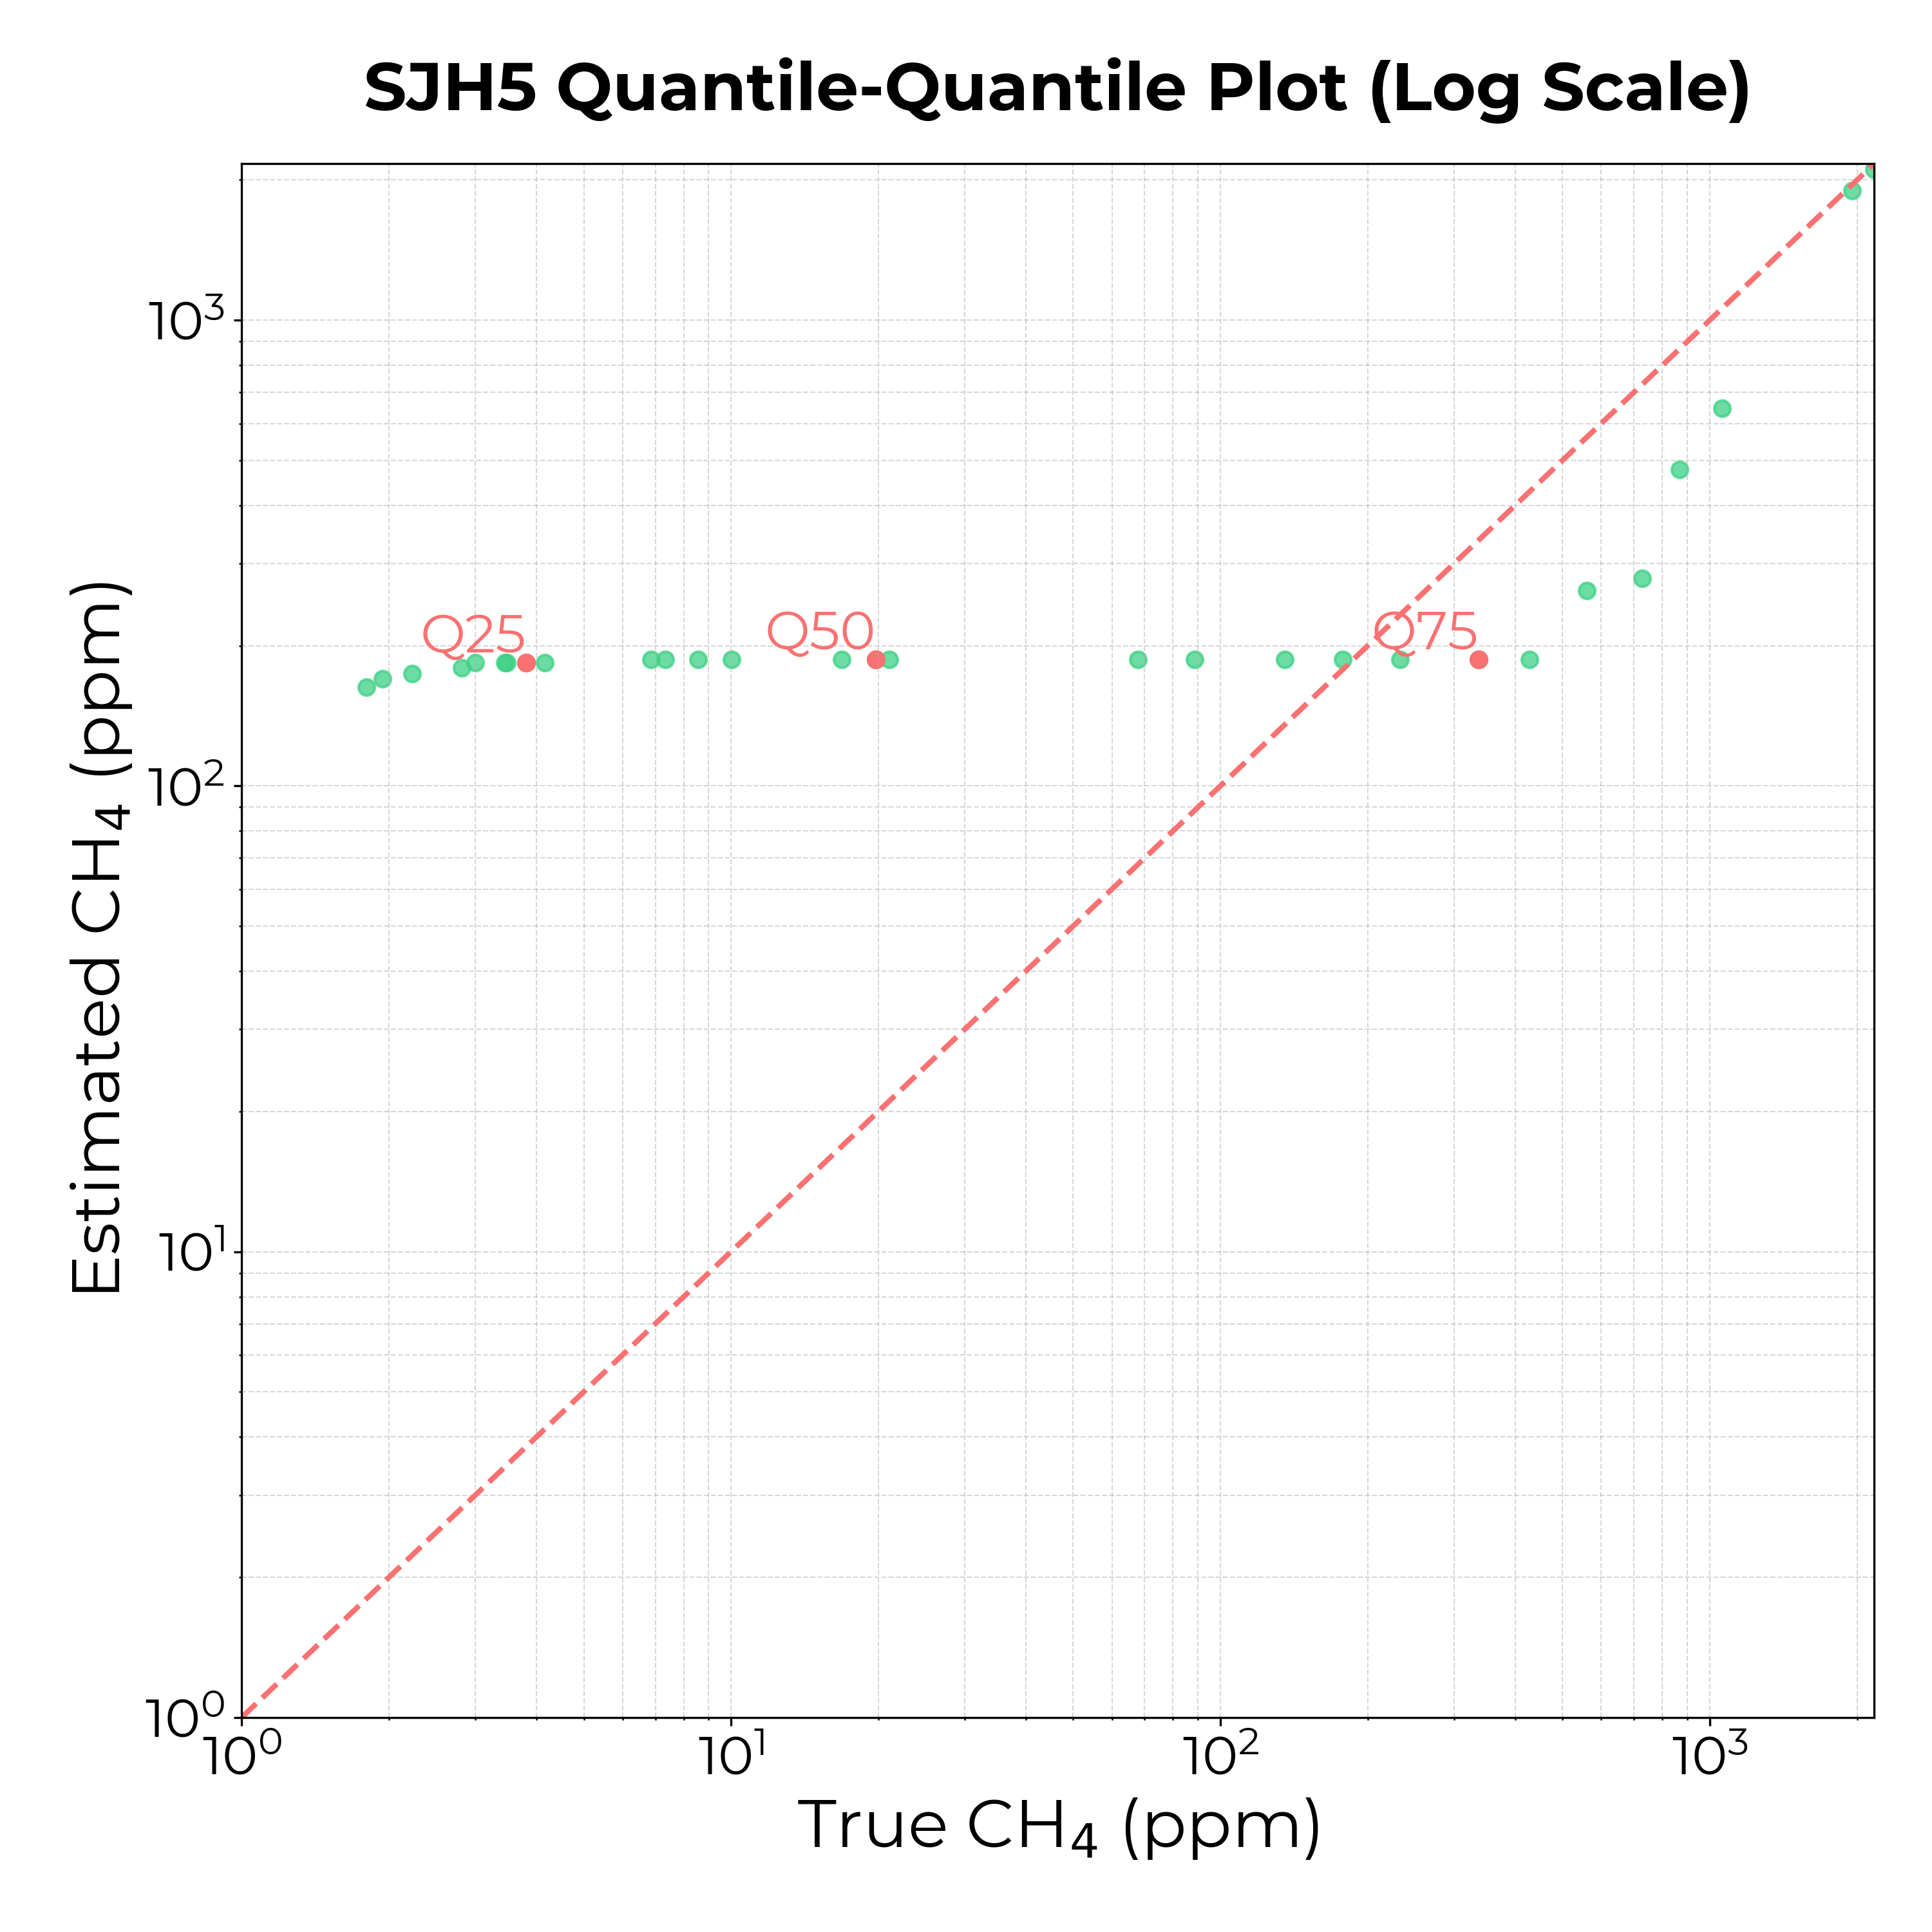 SJH5 Quantile-Quantile Plot (Log Scale)
Estimated CH₄ (ppm)
10³
10²
10¹
10⁰
Q25
Q50
Q75
10⁰
10¹
10²
10³
True CH₄ (ppm)